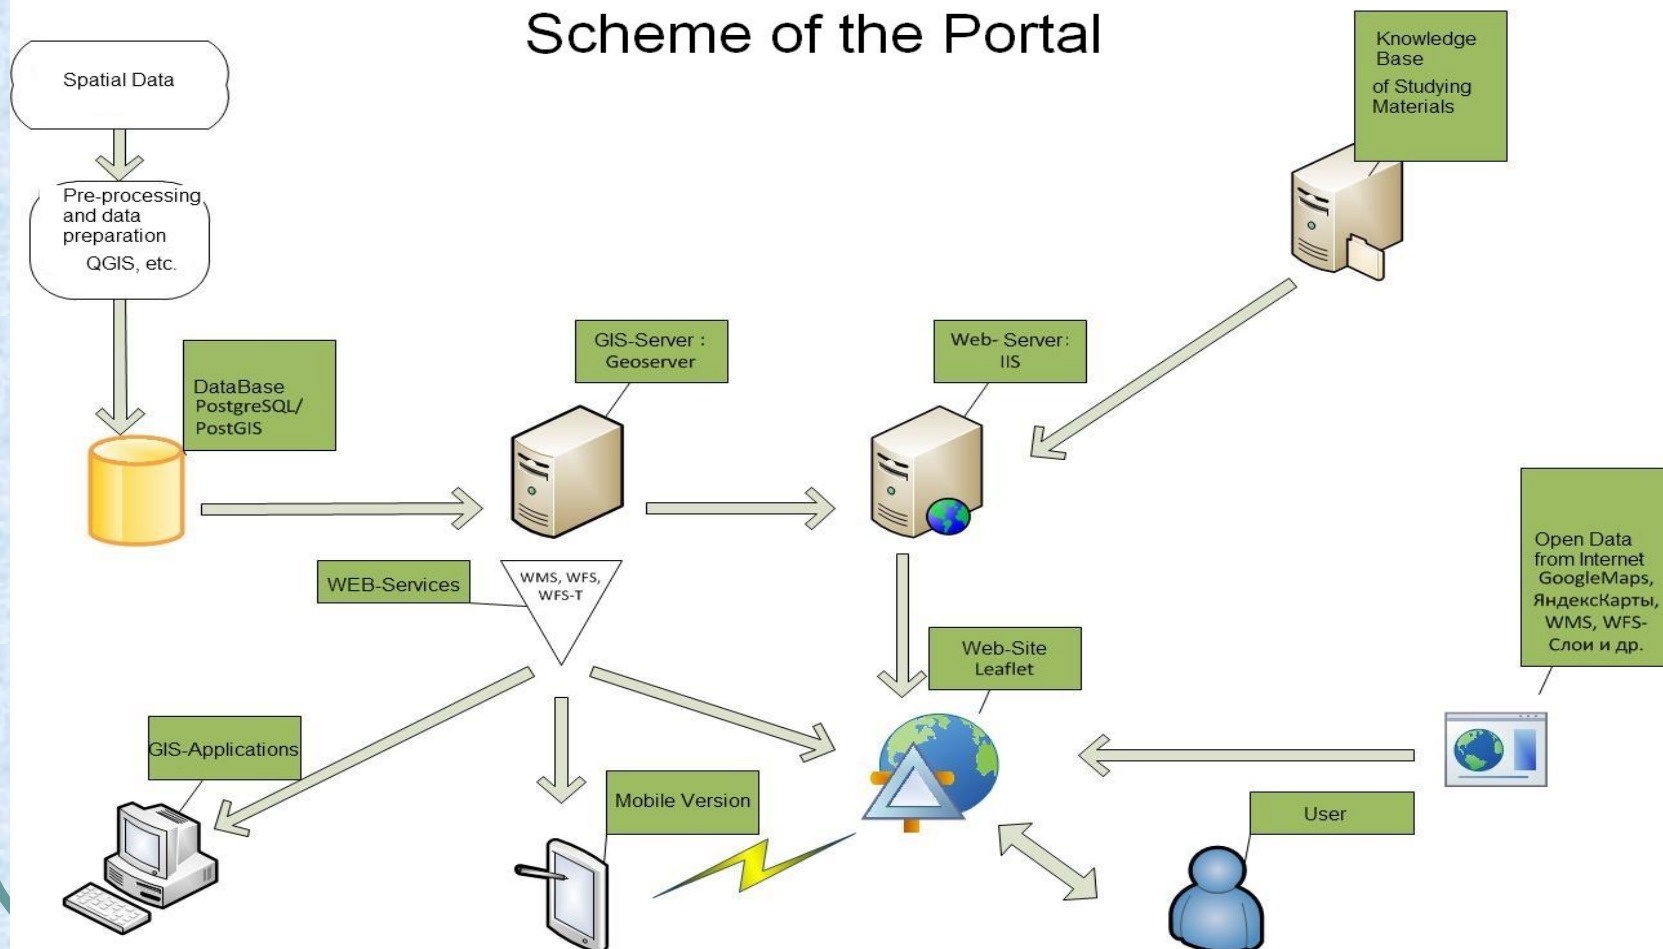 Scheme of the Portal
Spatial Data
Pre-processing
and data
preparation
QGIS, etc.
DataBase
PostgreSQL/
PostGIS
GIS-Server :
Geoserver
Web- Server:
IIS
Knowledge
Base
of Studying
Materials
WEB-Services
WMS, WFS,
WFS-T
Web-Site
Leaflet
Open Data
from Internet
GoogleMaps,
ЯндексКарты,
WMS, WFS-
Слои и др.
GIS-Applications
Mobile Version
User